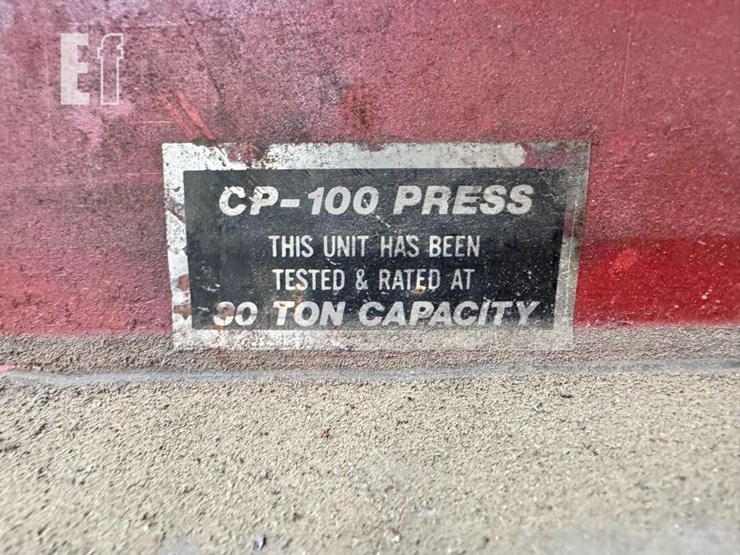 Ef
CP-100 PRESS
THIS UNIT HAS BEEN
TESTED & RATED AT
TON CAPACITY